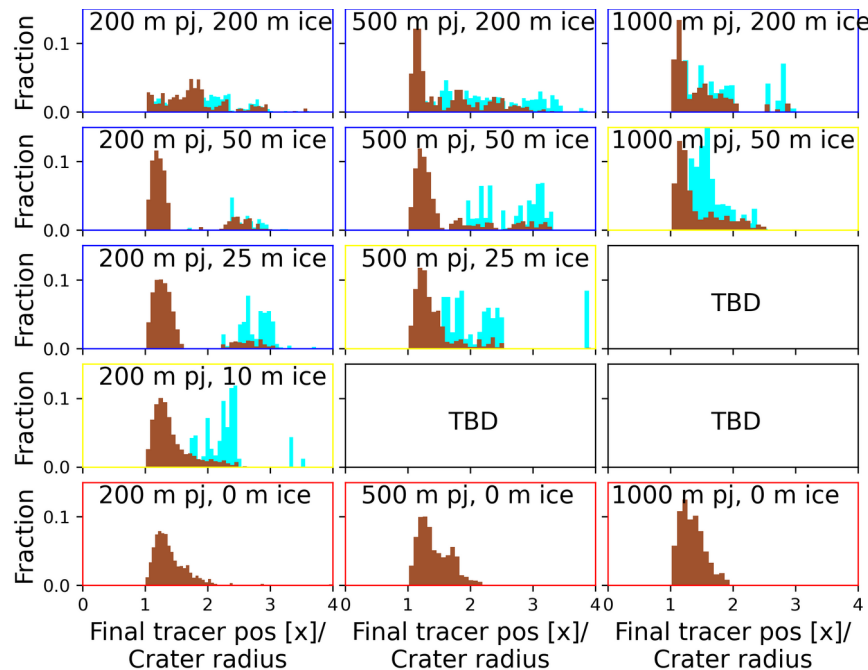 200 m pj, 200 m ice
500 m pj, 200 m ice
1000 m pj, 200 m ice
Fraction
0.1
0.0
200 m pj, 50 m ice
500 m pj, 50 m ice
1000 m pj, 50 m ice
Fraction
0.1
0.0
200 m pj, 25 m ice
500 m pj, 25 m ice
TBD
Fraction
0.1
0.0
200 m pj, 10 m ice
TBD
TBD
Fraction
0.1
0.0
200 m pj, 0 m ice
500 m pj, 0 m ice
1000 m pj, 0 m ice
Fraction
0.1
0.0
0 1 2 3 4
0 1 2 3 4
0 1 2 3 4
Final tracer pos [x]/
Crater radius
Final tracer pos [x]/
Crater radius
Final tracer pos [x]/
Crater radius